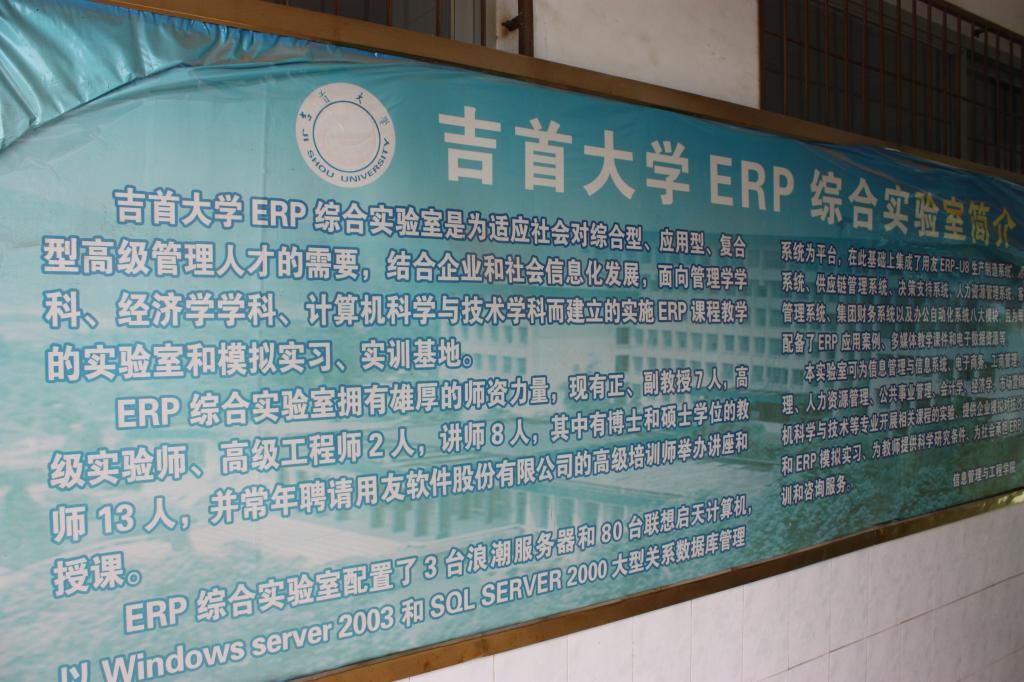 吉首大学
JI SHOU UNIVERSITY
吉首大学 ERP 综合实验室简介
吉首大学 ERP 综合实验室是为适应社会对综合型、应用型、复合
型高级管理人才的需要，结合企业和社会信息化发展，面向管理学学
科、经济学学科、计算机科学与技术学科而建立的实施 ERP 课程教学
的实验室和模拟实习、实训基地。
ERP 综合实验室拥有雄厚的师资力量，现有正、副教授 7 人，高
级实验师、高级工程师 2 人，讲师 8 人，其中有博士和硕士学位的教
师 13 人，并常年聘请用友软件股份有限公司的高级培训师举办讲座和
授课。
ERP 综合实验室配置了 3 台浪潮服务器和 80 台联想启天计算机，
以 Windows server 2003 和 SQL SERVER 2000 大型关系数据库管理
系统为平台，在此基础上集成了用友 ERP-U8 生产制造系统、
系统、供应链管理系统、决策支持系统、人力资源管理系统、
管理系统、集团财务系统以及办公自动化系统八大模块，
配备了 ERP 应用案例、多媒体教学课件和电子数据资源等。
本实验室可为信息管理与信息系统、电子商务、工商管
理、人力资源管理、公共事业管理、会计学、经济学、市场营销
机科学与技术等专业开展相关课程的实验，提供企业模拟
和 ERP 模拟实习、为教师提供科学研究条件、为社会承担 ERP
训和咨询服务。
信息管理与工程学院